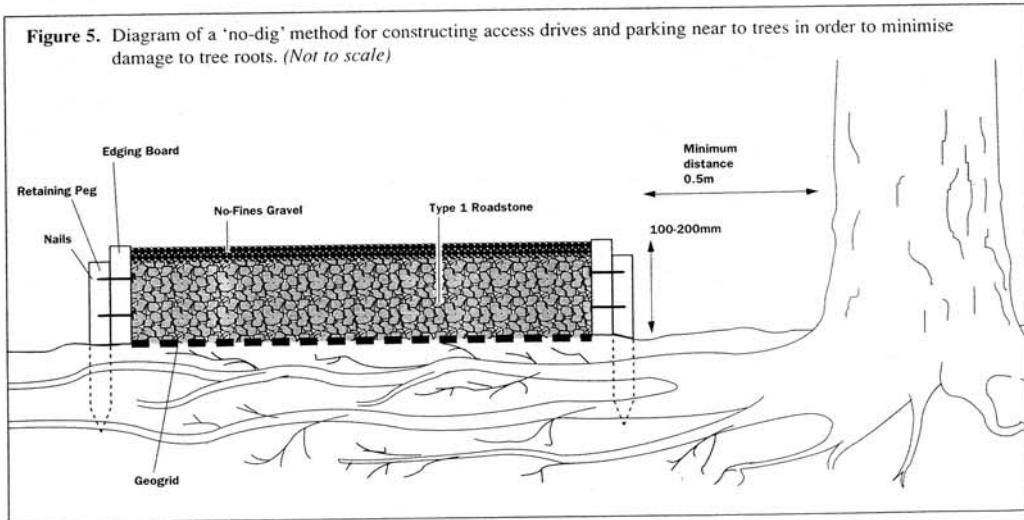 Figure 5. Diagram of a ‘no-dig’ method for constructing access drives and parking near to trees in order to minimise
damage to tree roots. (Not to scale)
Edging Board
Minimum
distance
0.5m
Retaining Peg
No-Fines Gravel
Type 1 Roadstone
Nails
100-200mm
Geogrid